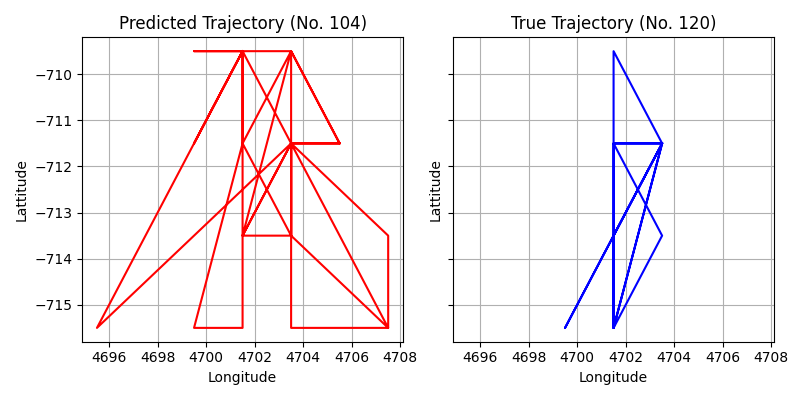 Predicted Trajectory (No. 104)
True Trajectory (No. 120)
Lattitude
−710
−711
−712
−713
−714
−715
4696 4698 4700 4702 4704 4706 4708
Longitude
Lattitude
4696 4698 4700 4702 4704 4706 4708
Longitude